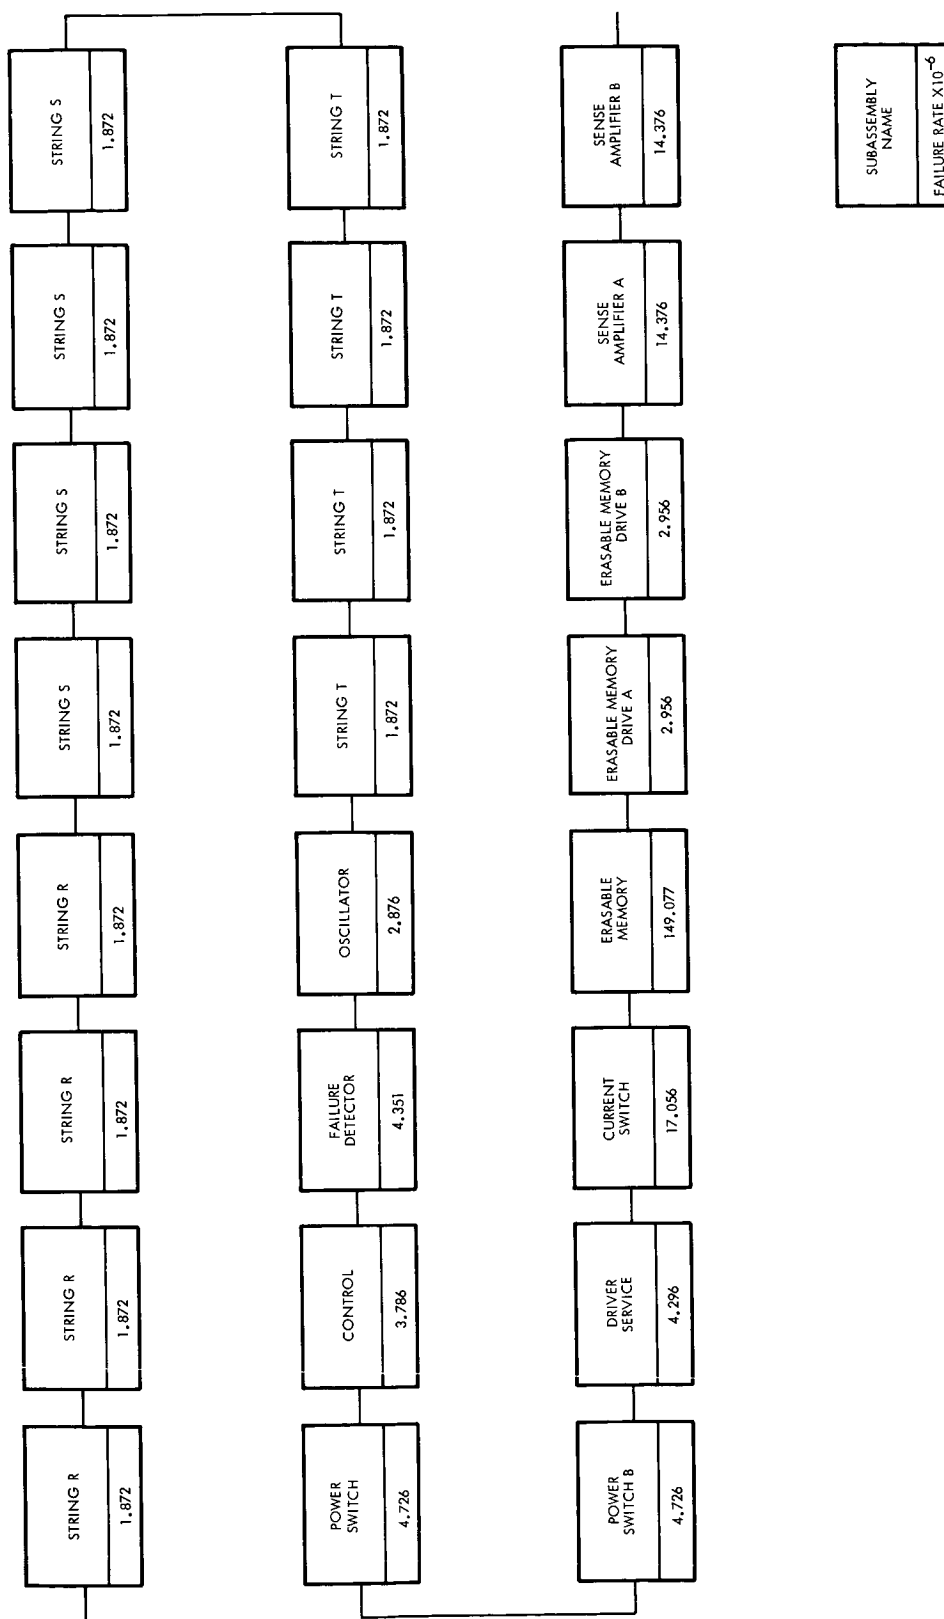 STRING R
1.872
STRING R
1.872
STRING R
1.872
STRING R
1.872
STRING S
1.872
STRING S
1.872
STRING S
1.872
STRING S
1.872
POWER
SWITCH
4.726
CONTROL
3.786
FAILURE
DETECTOR
4.351
OSCILLATOR
2.876
STRING T
1.872
STRING T
1.872
STRING T
1.872
STRING T
1.872
POWER
SWITCH B
4.726
DRIVER
SERVICE
4.296
CURRENT
SWITCH
17.056
ERASABLE
MEMORY
149.077
ERASABLE MEMORY
DRIVE A
2.956
ERASABLE MEMORY
DRIVE B
2.956
SENSE
AMPLIFIER A
14.376
SENSE
AMPLIFIER B
14.376
SUBASSEMBLY
NAME
FAILURE RATE X10⁻⁶